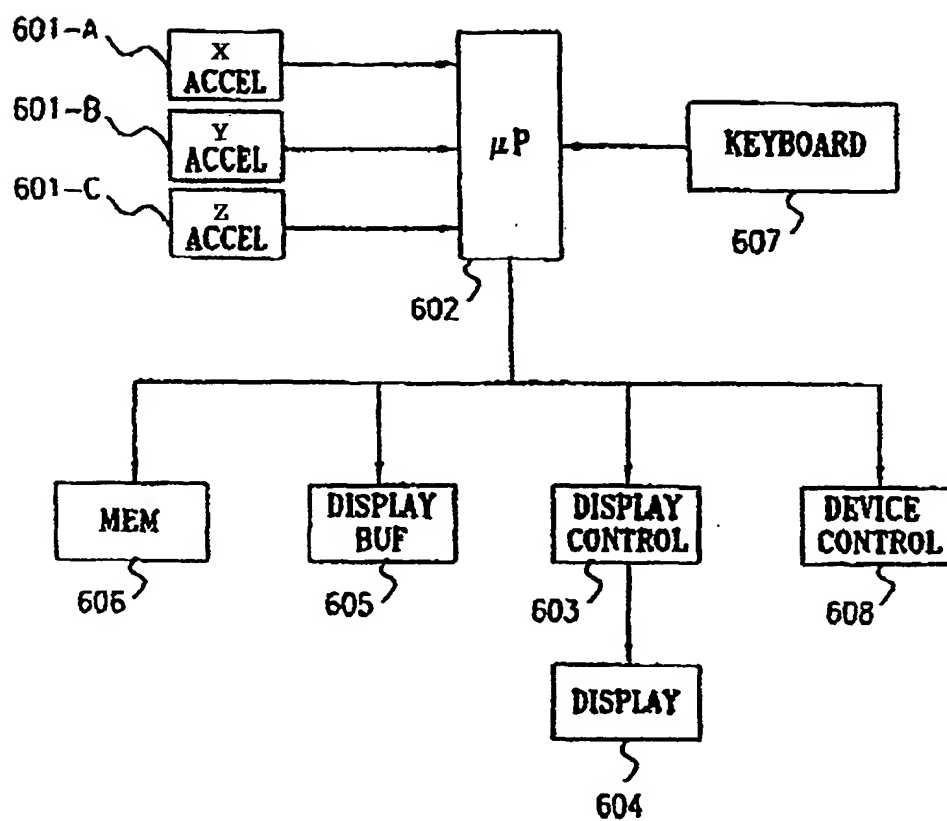 601-A
X
ACCEL
601-B
Y
ACCEL
601-C
Z
ACCEL
μP
602
KEYBOARD
607
MEM
606
DISPLAY
BUF
605
DISPLAY
CONTROL
603
DEVICE
CONTROL
608
DISPLAY
604